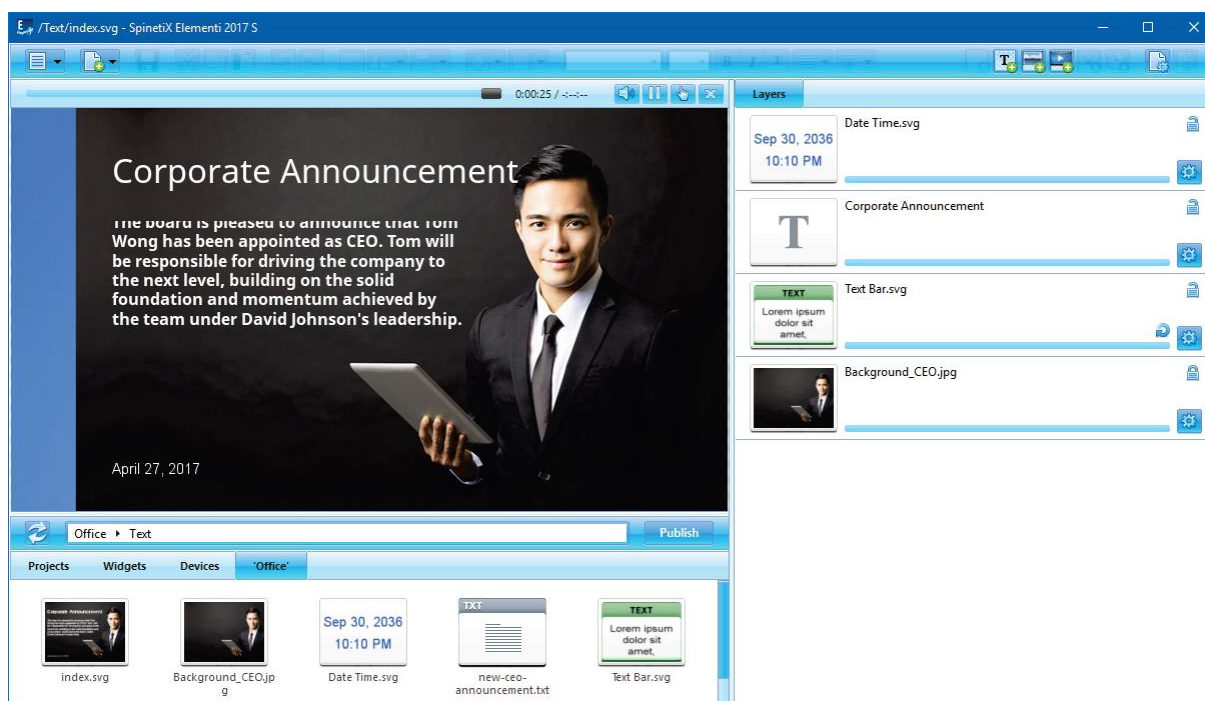 /Text/index.svg - SpinetiX Elementi 2017 S
B I T
T
0:00:25 / -:--:--
Corporate Announcement
The board is pleased to announce that Tom
Wong has been appointed as CEO. Tom will
be responsible for driving the company to
the next level, building on the solid
foundation and momentum achieved by
the team under David Johnson's leadership.
April 27, 2017
Layers
Sep 30, 2036
10:10 PM
Date Time.svg
T
Corporate Announcement
TEXT
Lorem ipsum
dolor sit
amet,
Text Bar.svg
Background_CEO.jpg
Office ▸ Text
Publish
Projects
Widgets
Devices
'Office'
index.svg
Background_CEO.jp
g
Sep 30, 2036
10:10 PM
Date Time.svg
TXT
new-ceo-
announcement.txt
TEXT
Lorem ipsum
dolor sit
amet,
Text Bar.svg